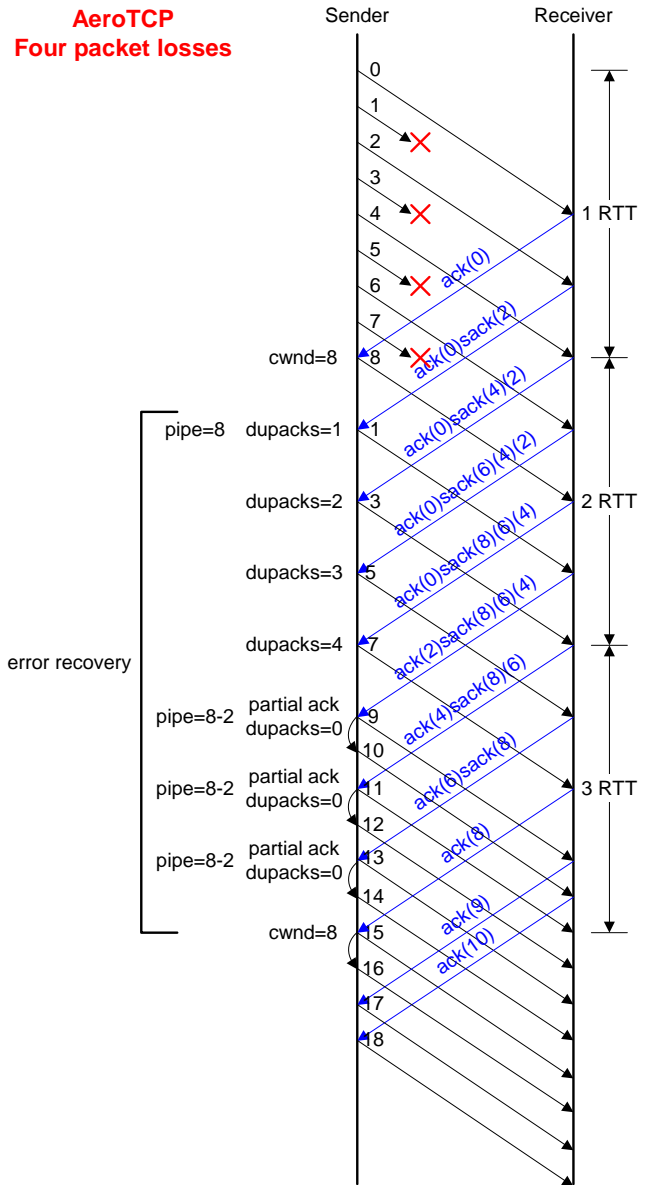 AeroTCP
Four packet losses
Sender
Receiver
0
1
2
3
4
1 RTT
5
ack(0)
6
7
ack(0)sack(2)
cwnd=8
8
ack(0)sack(4)(2)
pipe=8
dupacks=1
1
ack(0)sack(6)(4)(2)
dupacks=2
3
2 RTT
ack(0)sack(8)(6)(4)
dupacks=3
5
ack(2)sack(8)(6)(4)
dupacks=4
7
error recovery
ack(4)sack(8)(6)
pipe=8-2
partial ack
dupacks=0
9
10
ack(6)sack(8)
pipe=8-2
partial ack
dupacks=0
11
3 RTT
12
ack(8)
pipe=8-2
partial ack
dupacks=0
13
14
ack(9)
cwnd=8
15
ack(10)
16
17
18